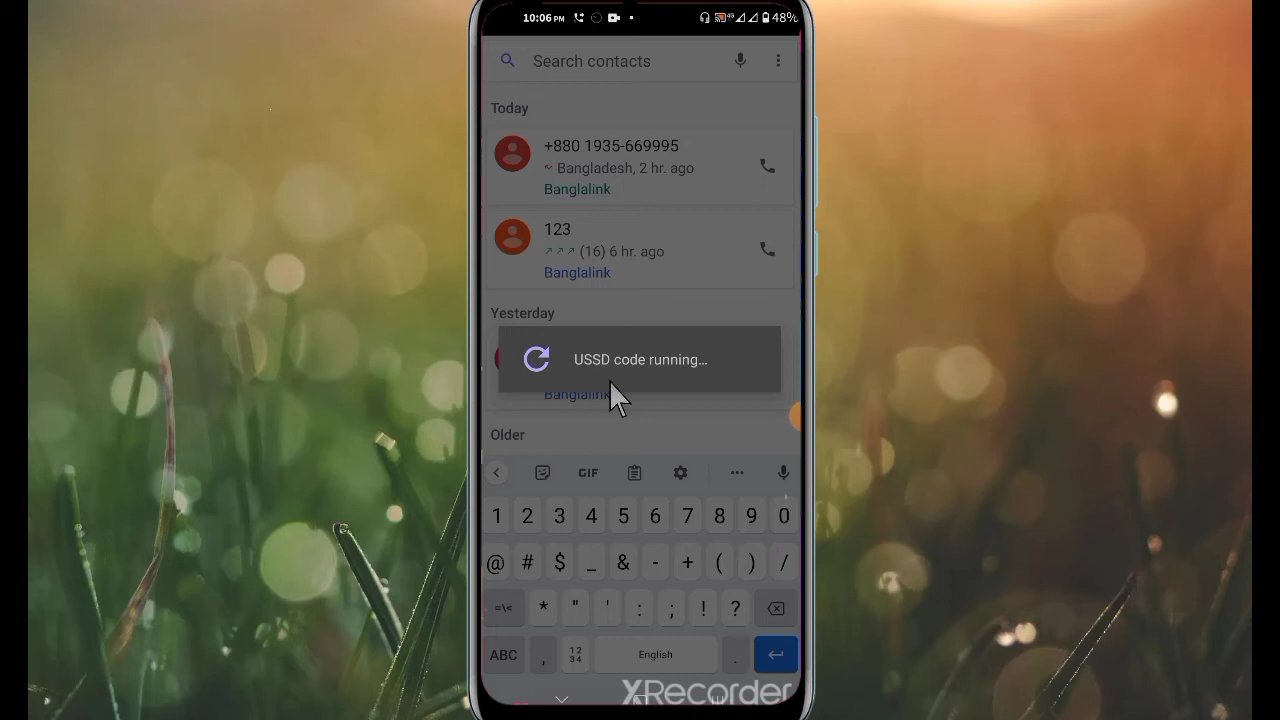 10:06 PM 48%
Search contacts
Today
+880 1935-669995
Bangladesh, 2 hr. ago
Banglalink
123
(16) 6 hr. ago
Banglalink
Yesterday
USSD code running...
Banglalink
Older
GIF
1 2 3 4 5 6 7 8 9 0
@ # $ _ & - + ( ) /
=\< * " ' : ; ! ?
ABC , 12 34 English .
XRecorder